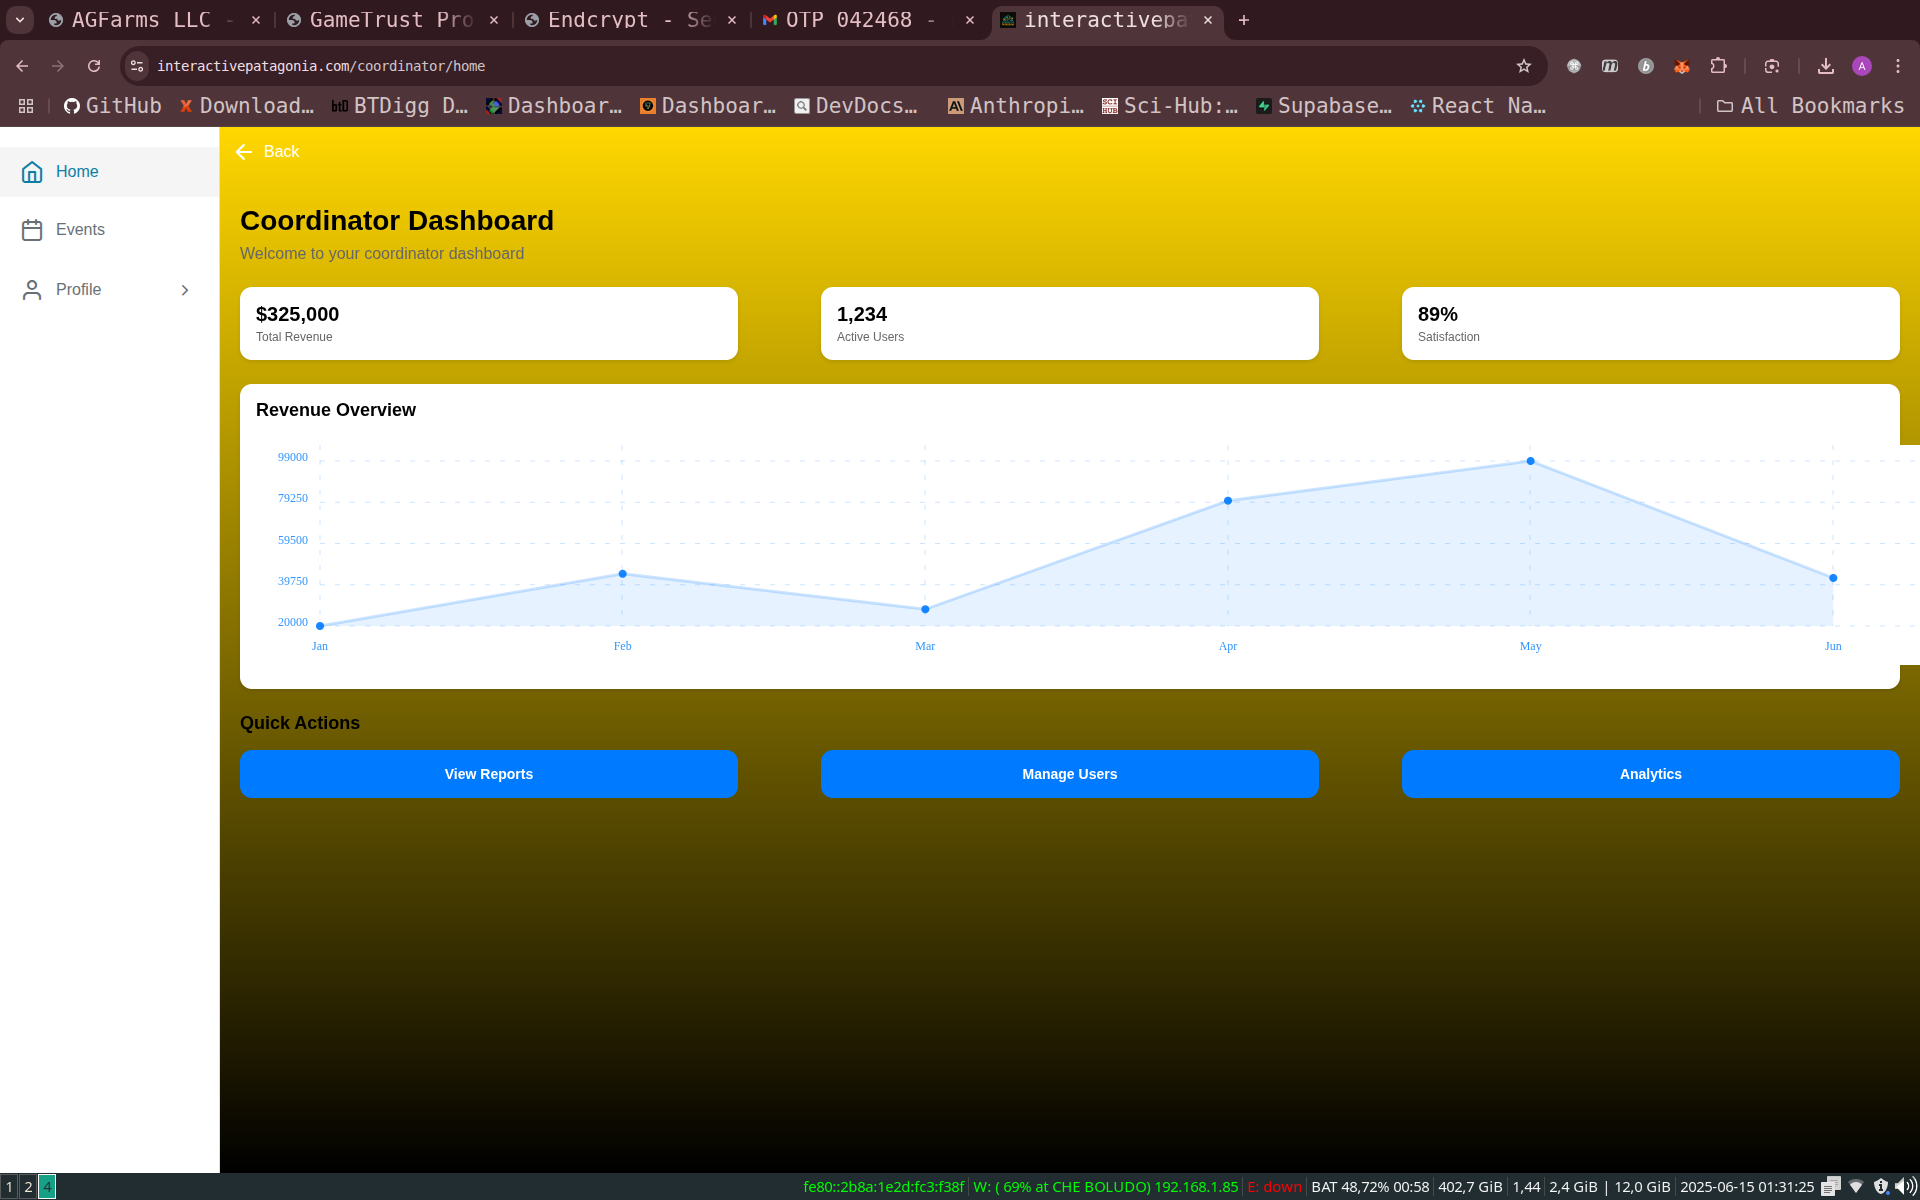 AGFarms LLC -
GameTrust Pro
Endcrypt - Se
OTP 042468 -
interactivepa
interactivepatagonia.com/coordinator/home
GitHub
Download…
BTDigg D…
Dashboar…
Dashboar…
DevDocs…
Anthropi…
Sci-Hub:…
Supabase…
React Na…
All Bookmarks
Home
Events
Profile
Back
Coordinator Dashboard
Welcome to your coordinator dashboard
$325,000
Total Revenue
1,234
Active Users
89%
Satisfaction
Revenue Overview
99000
79250
59500
39750
20000
Jan Feb Mar Apr May Jun
Quick Actions
View Reports
Manage Users
Analytics
1 2 4
fe80::2b8a:1e2d:fc3:f38f W: ( 69% at CHE BOLUDO) 192.168.1.85 E: down BAT 48,72% 00:58 402,7 GiB 1,44 2,4 GiB | 12,0 GiB 2025-06-15 01:31:25